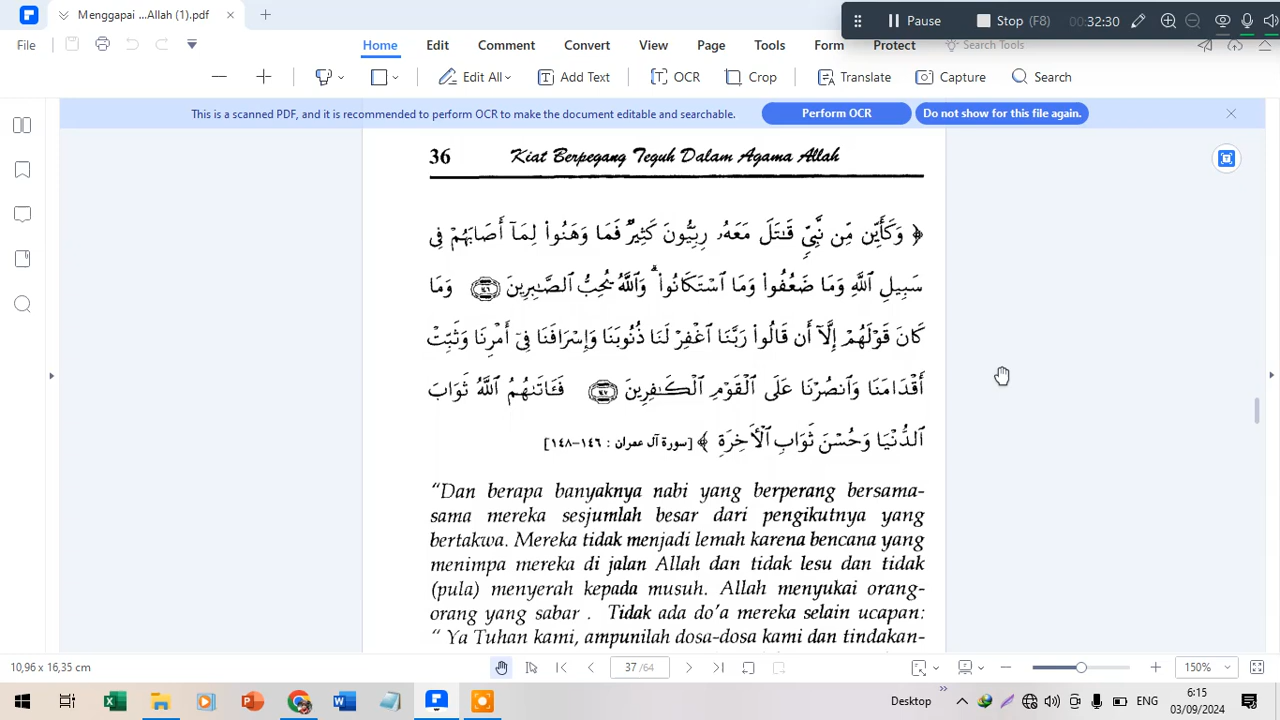 Menggapai ...Allah (1).pdf
Pause
Stop (F8)
00:32:30
File
Home
Edit
Comment
Convert
View
Page
Tools
Form
Protect
Search Tools
Edit All
Add Text
OCR
Crop
Translate
Capture
Search
This is a scanned PDF, and it is recommended to perform OCR to make the document editable and searchable.
Perform OCR
Do not show for this file again.
36 Kiat Berpegang Teguh Dalam Agama Allah
﴿ وَكَأَيِّن مِّن نَّبِيٍّ قَـٰتَلَ مَعَهُۥ رِبِّيُّونَ كَثِيرٌ فَمَا وَهَنُوا۟ لِمَآ أَصَابَهُمْ فِى
سَبِيلِ ٱللَّهِ وَمَا ضَعُفُوا۟ وَمَا ٱسْتَكَانُوا۟ ۗ وَٱللَّهُ يُحِبُّ ٱلصَّـٰبِرِينَ ١٤٦ وَمَا
كَانَ قَوْلَهُمْ إِلَّآ أَن قَالُوا۟ رَبَّنَا ٱغْفِرْ لَنَا ذُنُوبَنَا وَإِسْرَافَنَا فِىٓ أَمْرِنَا وَثَبِّتْ
أَقْدَامَنَا وَٱنصُرْنَا عَلَى ٱلْقَوْمِ ٱلْكَـٰفِرِينَ ١٤٧ فَـَٔاتَىٰهُمُ ٱللَّهُ ثَوَابَ
ٱلدُّنْيَا وَحُسْنَ ثَوَابِ ٱلْـَٔاخِرَةِ ﴾ [سورة آل عمران : ١٤٦-١٤٨]
“Dan berapa banyaknya nabi yang berperang bersama-
sama mereka sesjumlah besar dari pengikutnya yang
bertakwa. Mereka tidak menjadi lemah karena bencana yang
menimpa mereka di jalan Allah dan tidak lesu dan tidak
(pula) menyerah kepada musuh. Allah menyukai orang-
orang yang sabar . Tidak ada do’a mereka selain ucapan:
“ Ya Tuhan kami, ampunilah dosa-dosa kami dan tindakan-
10,96 x 16,35 cm
37 /64
150%
Desktop
ENG
6:15
03/09/2024